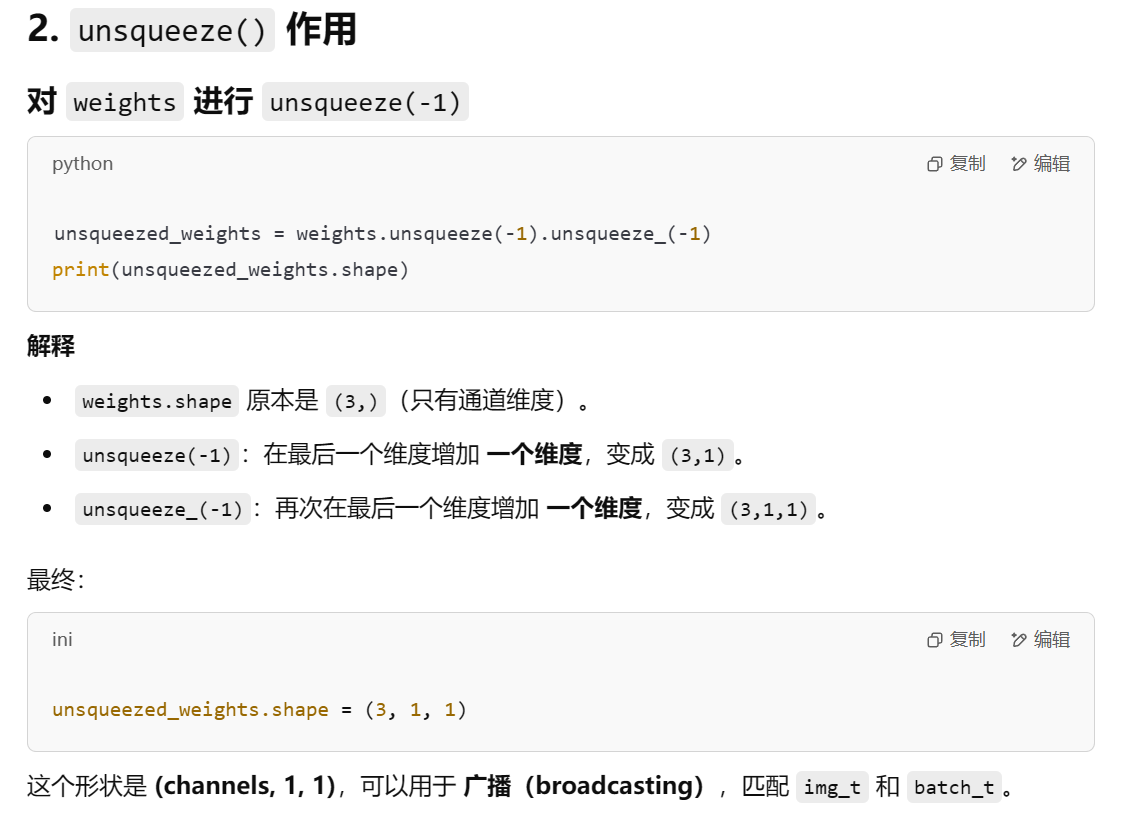 2. unsqueeze() 作用
对 weights 进行 unsqueeze(-1)
python 复制 编辑
unsqueezed_weights = weights.unsqueeze(-1).unsqueeze_(-1)
print(unsqueezed_weights.shape)
解释
• weights.shape 原本是 (3,)（只有通道维度）。
• unsqueeze(-1)：在最后一个维度增加 一个维度，变成 (3,1)。
• unsqueeze_(-1)：再次在最后一个维度增加 一个维度，变成 (3,1,1)。
最终：
ini 复制 编辑
unsqueezed_weights.shape = (3, 1, 1)
这个形状是 (channels, 1, 1)，可以用于 广播（broadcasting），匹配 img_t 和 batch_t。